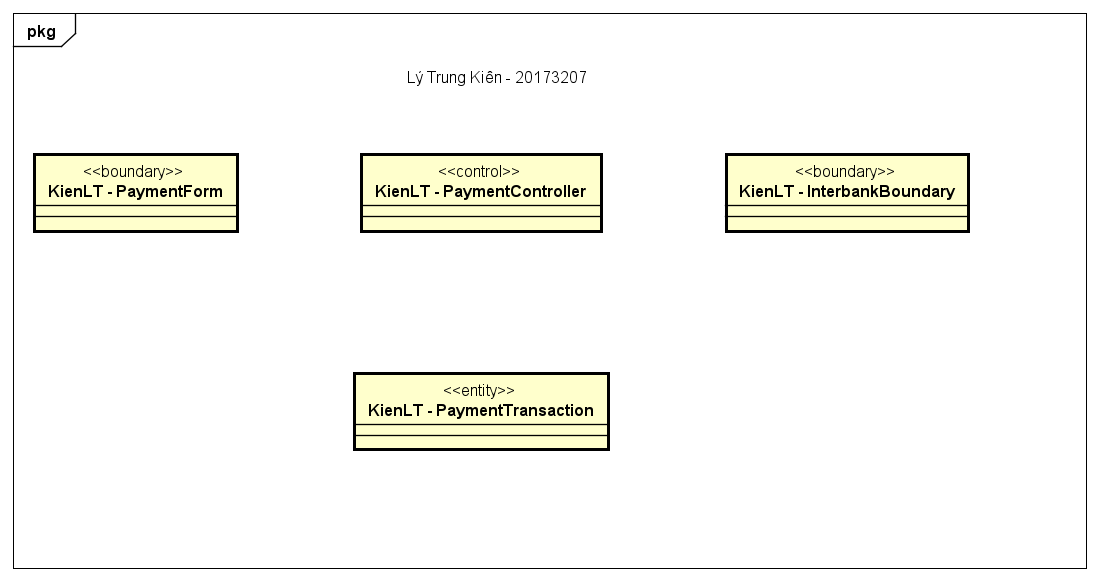 pkg
Lý Trung Kiên - 20173207
<<boundary>>
KienLT - PaymentForm
<<control>>
KienLT - PaymentController
<<boundary>>
KienLT - InterbankBoundary
<<entity>>
KienLT - PaymentTransaction